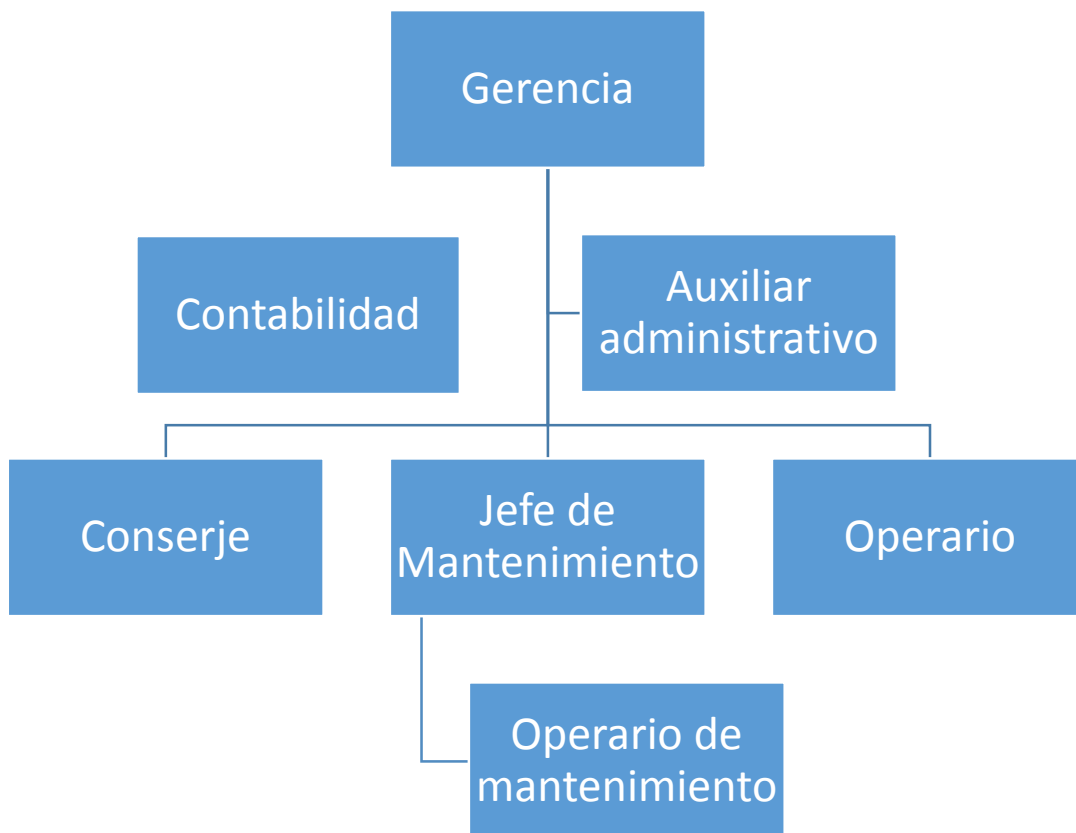 Gerencia
Contabilidad
Auxiliar
administrativo
Conserje
Jefe de
Mantenimiento
Operario
Operario de
mantenimiento